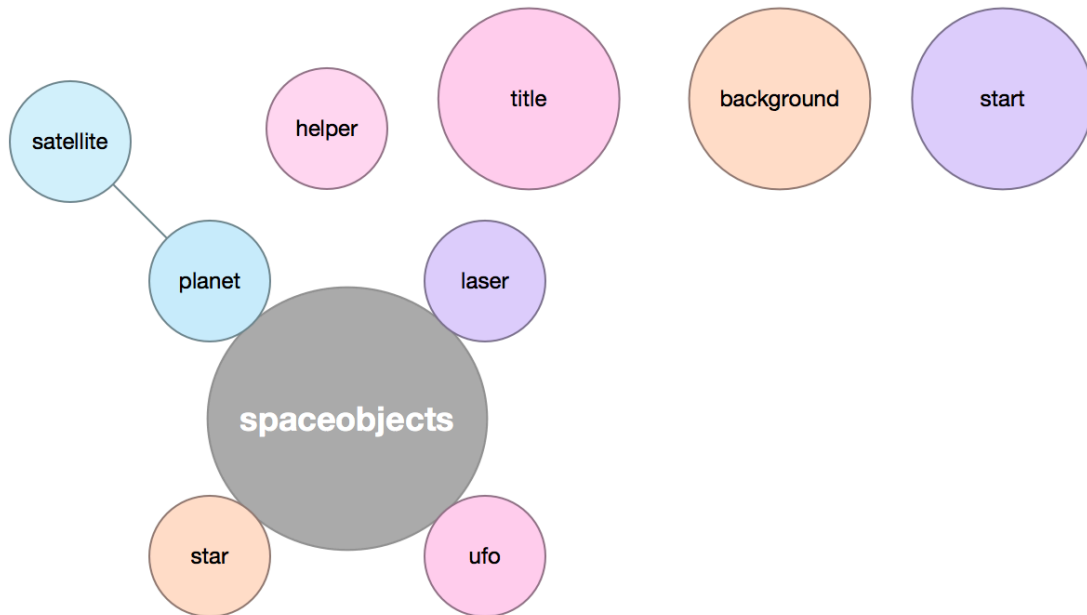 title
background
start
helper
satellite
planet
laser
spaceobjects
star
ufo